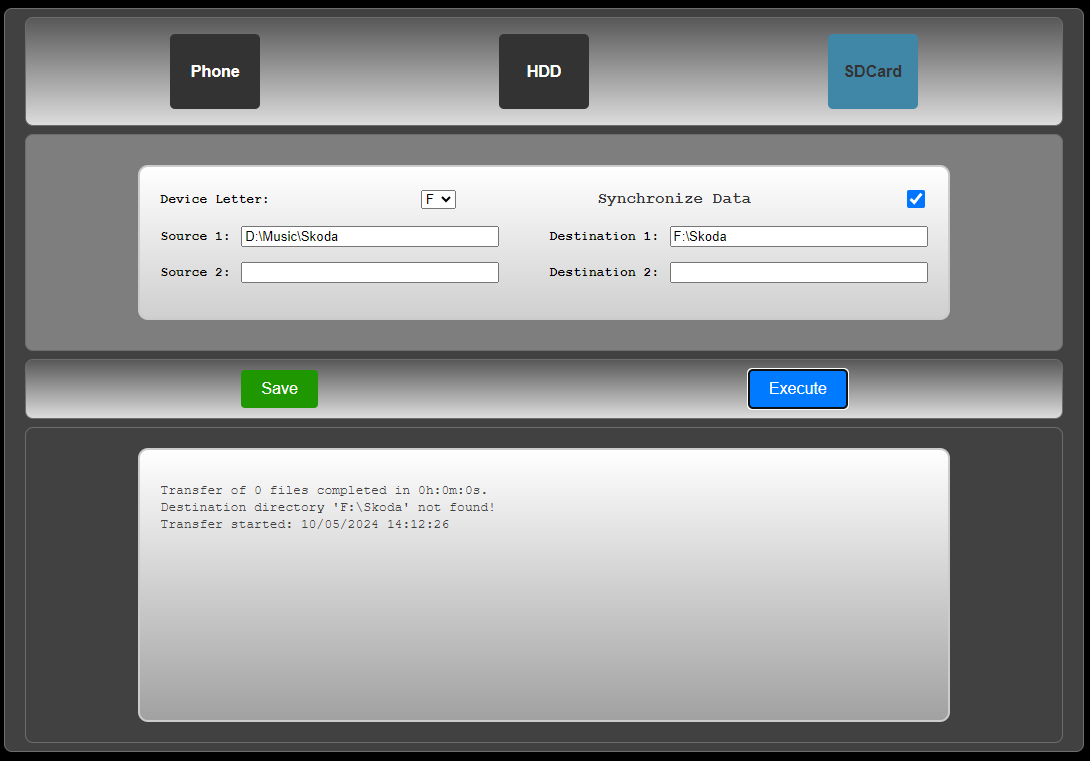 Phone HDD SDCard
Device Letter: F Synchronize Data
Source 1: D:\Music\Skoda Destination 1: F:\Skoda
Source 2: Destination 2:
Save Execute
Transfer of 0 files completed in 0h:0m:0s.
Destination directory 'F:\Skoda' not found!
Transfer started: 10/05/2024 14:12:26